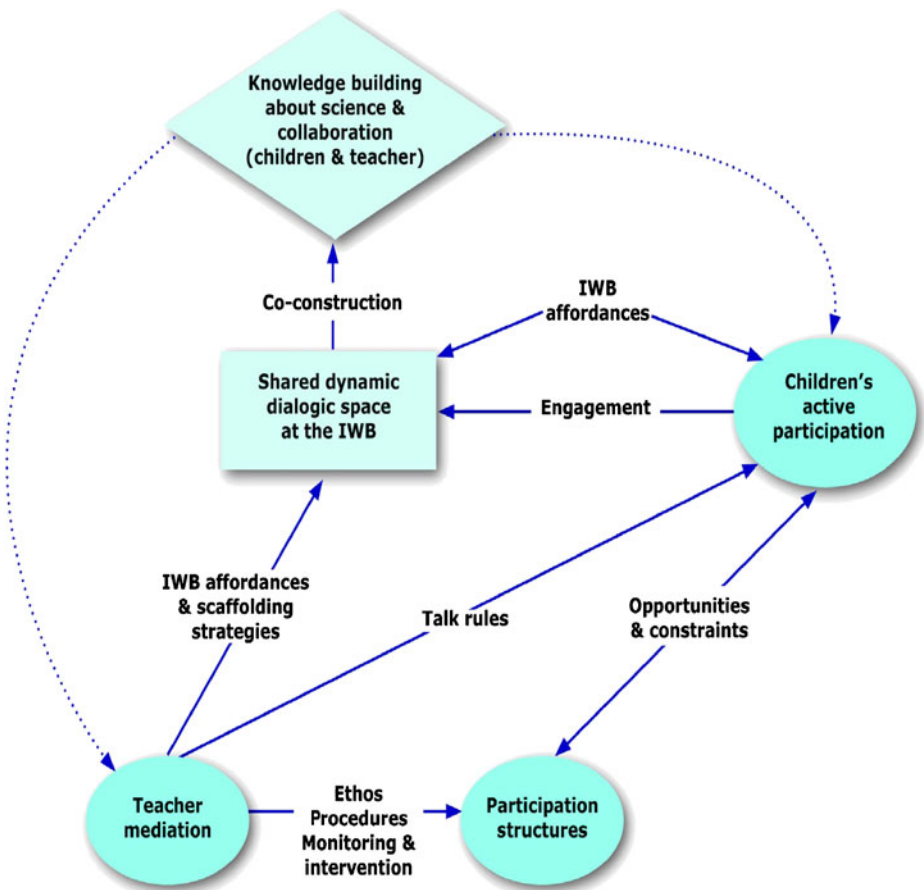 Knowledge building
about science &
collaboration
(children & teacher)
Co-construction
IWB
affordances
Shared dynamic
dialogic space
at the IWB
Engagement
Children's
active
participation
IWB affordances
& scaffolding
strategies
Talk rules
Opportunities
& constraints
Teacher
mediation
Ethos
Procedures
Monitoring &
intervention
Participation
structures